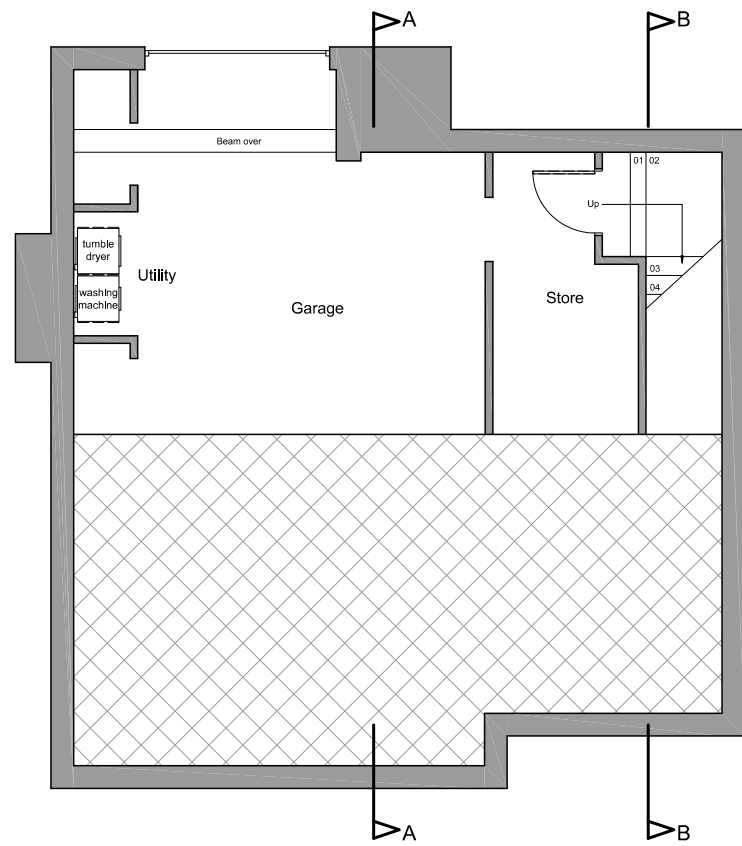 A
B
Beam over
01 02
Up
tumble
dryer
Utility
03
washing
machine
04
Store
Garage
A
B